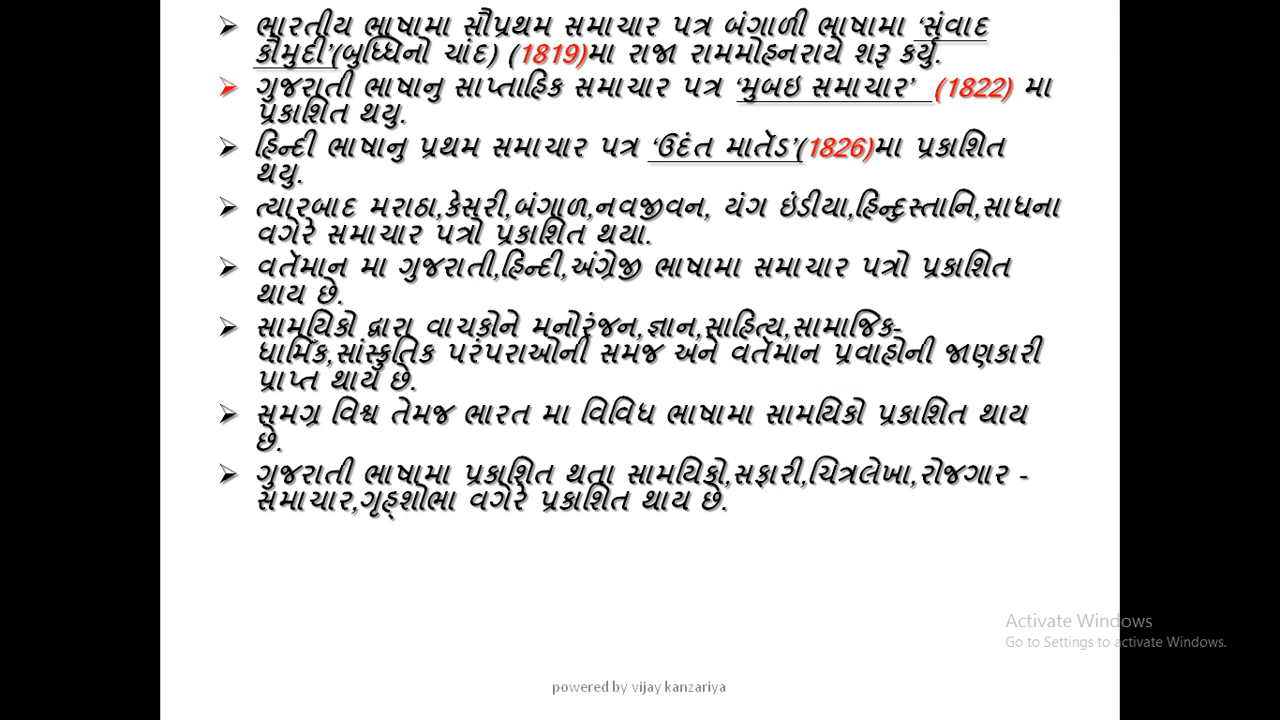 ➢ ભારતીય ભાષામા સૌપ્રથમ સમાચાર પત્ર બંગાળી ભાષામા ‘સંવાદ
કૌમુદી’(બુધ્ધિનો ચાંદ) (1819)મા રાજા રામમોહનરાયે શરૂ કર્યુ.
➢ ગુજરાતી ભાષાનુ સાપ્તાહિક સમાચાર પત્ર ‘મુબઇ સમાચાર’ (1822) મા
પ્રકાશિત થયુ.
➢ હિન્દી ભાષાનુ પ્રથમ સમાચાર પત્ર ‘ઉદંત માર્તંડ’(1826)મા પ્રકાશિત
થયુ.
➢ ત્યારબાદ મરાઠા,કેસરી,બંગાળ,નવજીવન, યંગ ઇંડીયા,હિન્દુસ્તાનિ,સાધના
વગેરે સમાચાર પત્રો પ્રકાશિત થયા.
➢ વર્તમાન મા ગુજરાતી,હિન્દી,અંગ્રેજી ભાષામા સમાચાર પત્રો પ્રકાશિત
થાય છે.
➢ સામયિકો દ્વારા વાચકોને મનોરંજન,જ્ઞાન,સાહિત્ય,સામાજિક-
ધાર્મિક,સાંસ્કૃતિક પરંપરાઓની સમજ અને વર્તમાન પ્રવાહોની જાણકારી
પ્રાપ્ત થાય છે.
➢ સમગ્ર વિશ્વ તેમજ ભારત મા વિવિધ ભાષામા સામયિકો પ્રકાશિત થાય
છે.
➢ ગુજરાતી ભાષામા પ્રકાશિત થતા સામયિકો,સફારી,ચિત્રલેખા,રોજગાર -
સમાચાર,ગૃહ્શોભા વગેરે પ્રકાશિત થાય છે.
Activate Windows
Go to Settings to activate Windows.
powered by vijay kanzariya